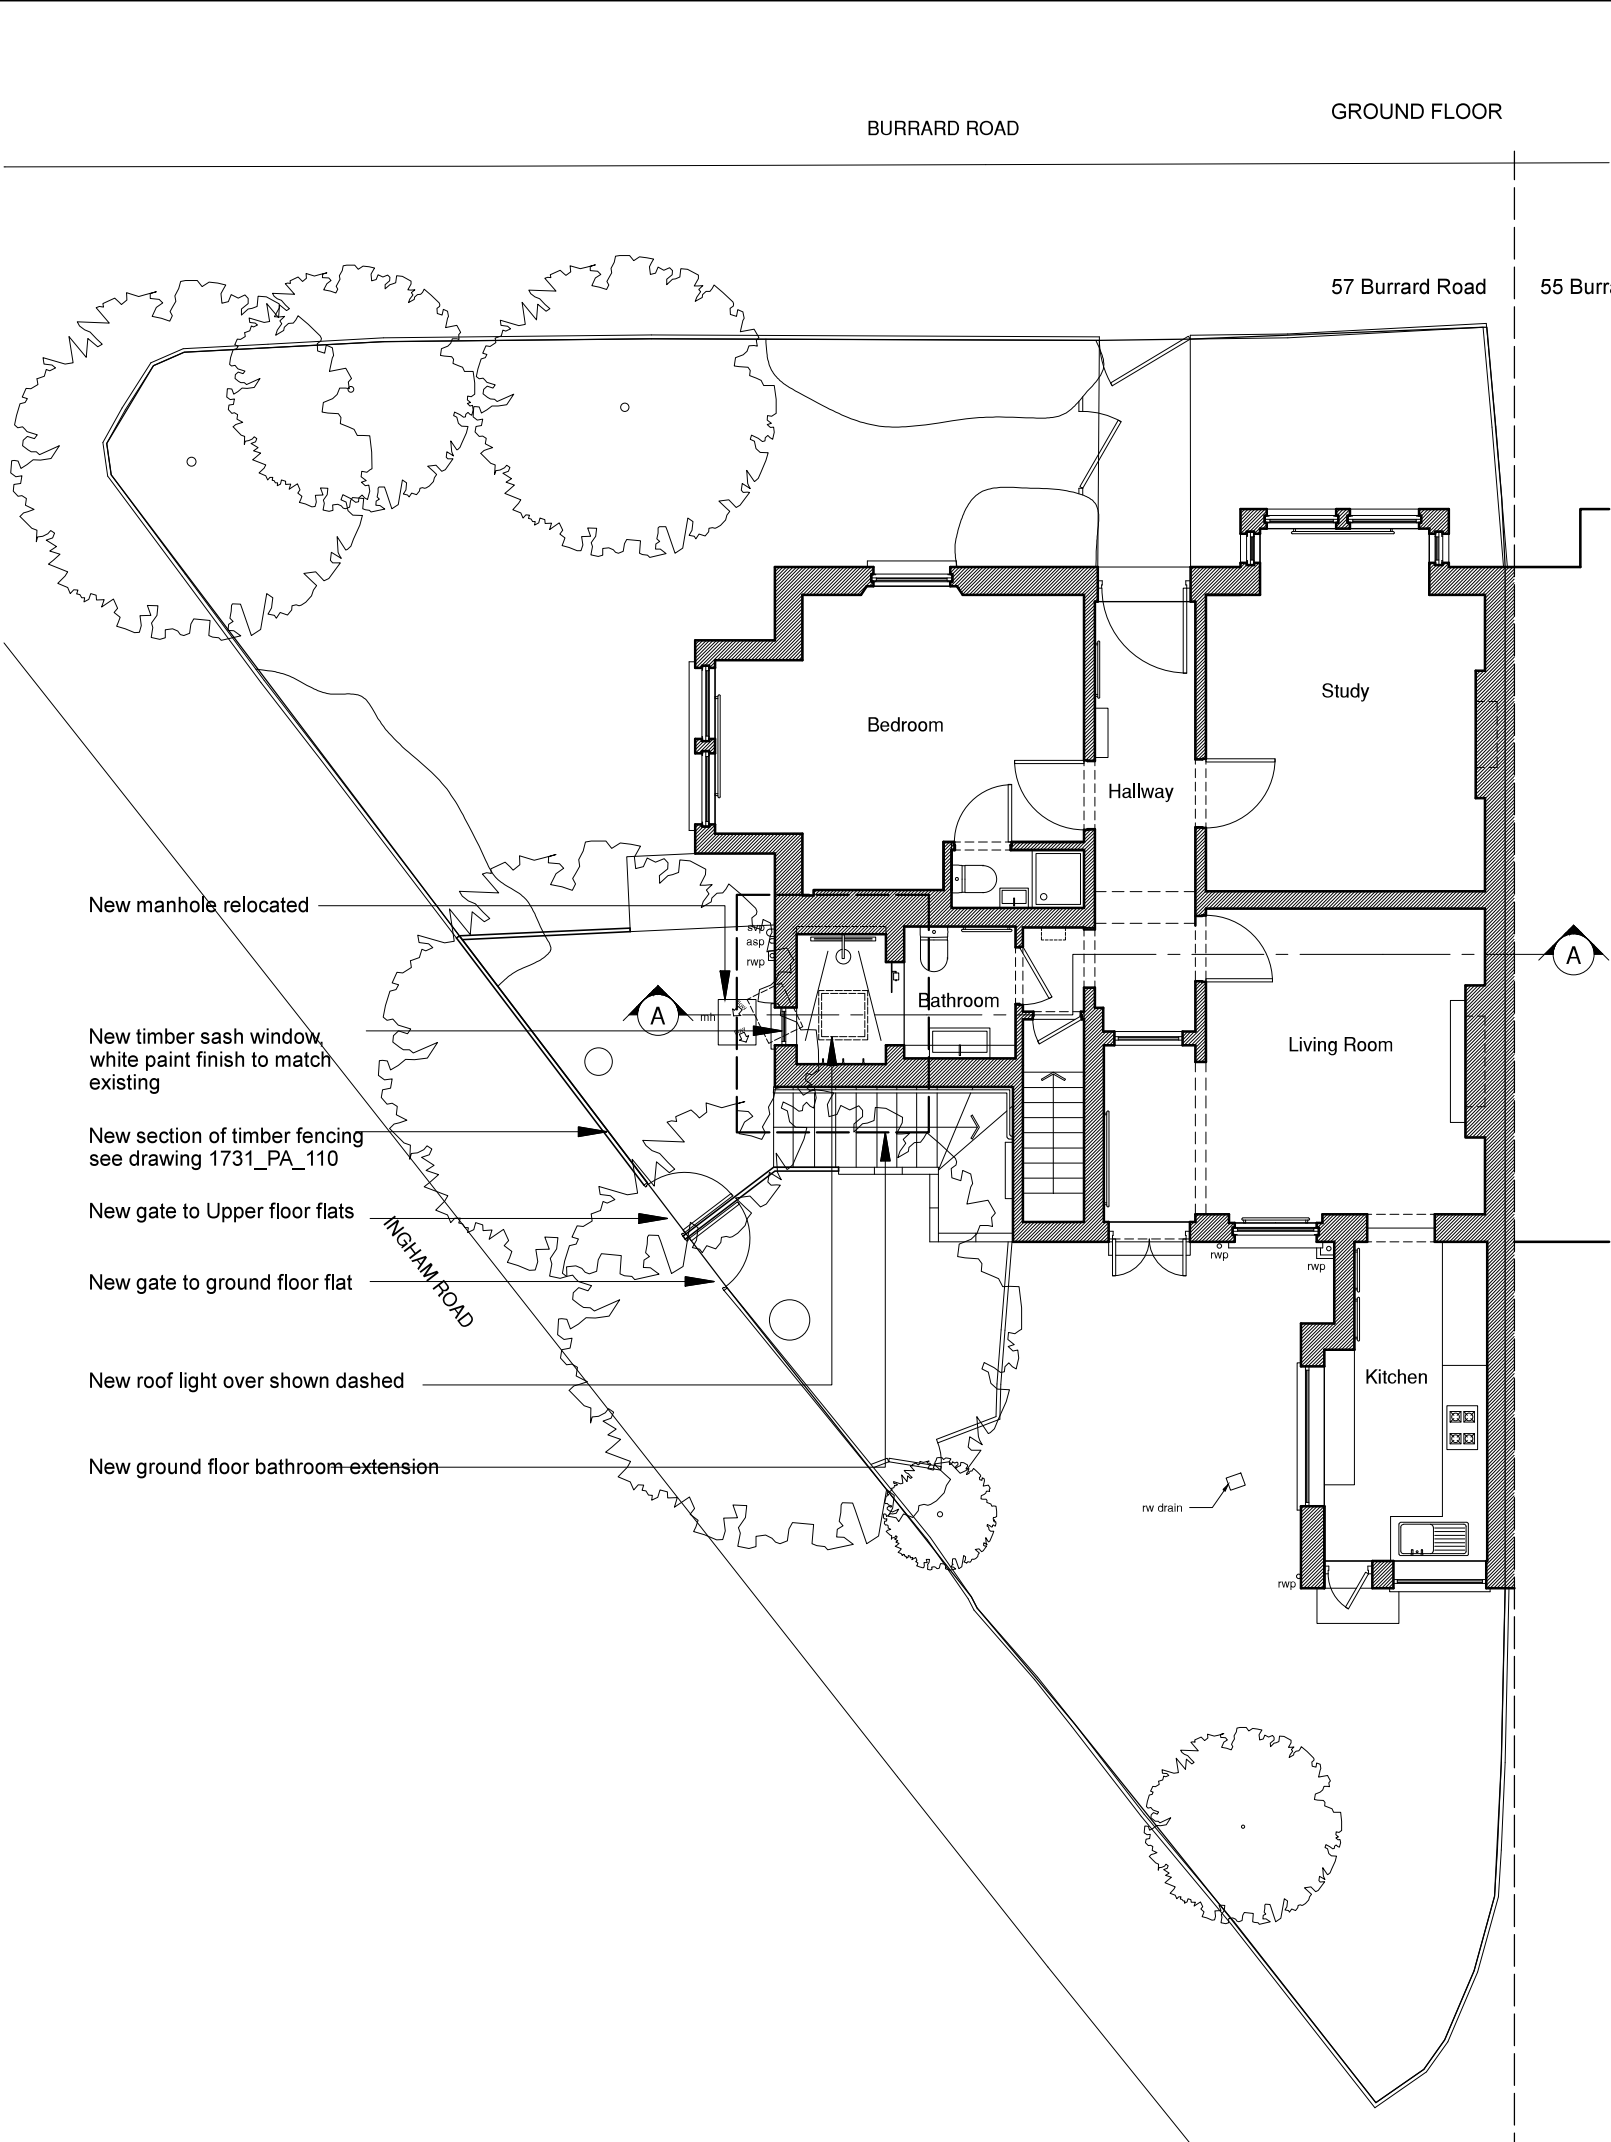 GROUND FLOOR
BURRARD ROAD
57 Burrard Road
55 Burr
Study
Bedroom
Hallway
New manhole relocated
svp
asp
rwp
A
A
Bathroom
mh
New timber sash window,
white paint finish to match
existing
Living Room
New section of timber fencing
see drawing 1731_PA_110
New gate to Upper floor flats
INGHAM ROAD
rwp
rwp
New gate to ground floor flat
Kitchen
New roof light over shown dashed
New ground floor bathroom extension
rw drain
rwp